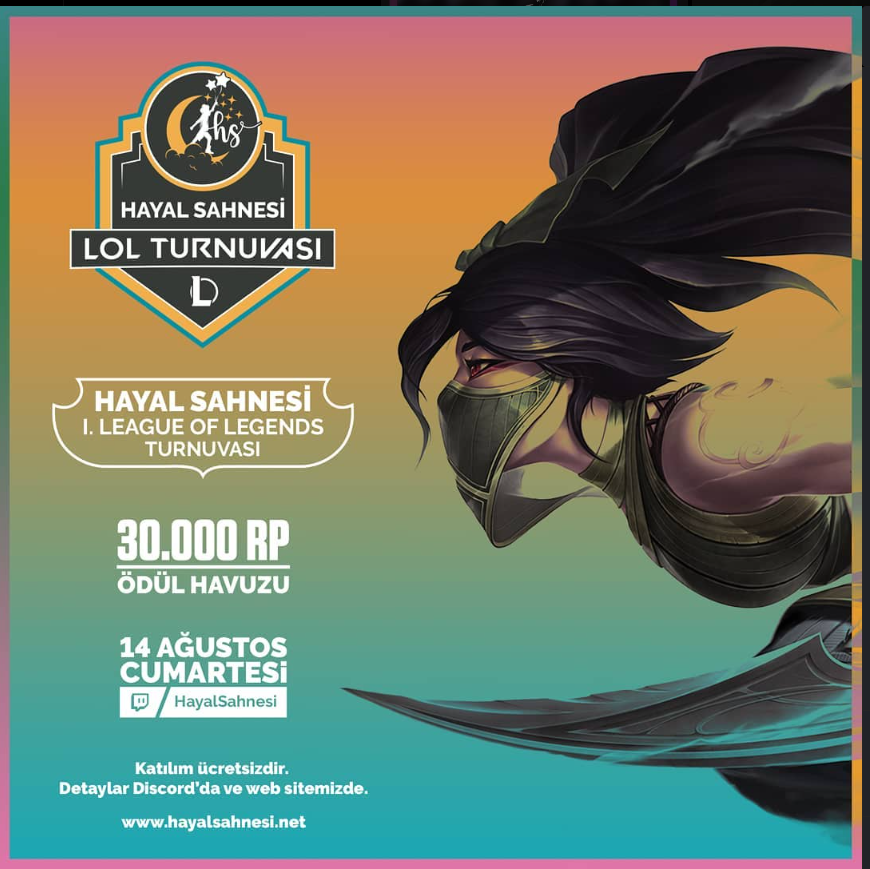 hs
HAYAL SAHNESİ
LOL TURNUVASI
L
HAYAL SAHNESİ
I. LEAGUE OF LEGENDS
TURNUVASI
30.000 RP
ÖDÜL HAVUZU
14 AĞUSTOS
CUMARTESİ
HayalSahnesi
Katılım ücretsizdir.
Detaylar Discord'da ve web sitemizde.
www.hayalsahnesi.net